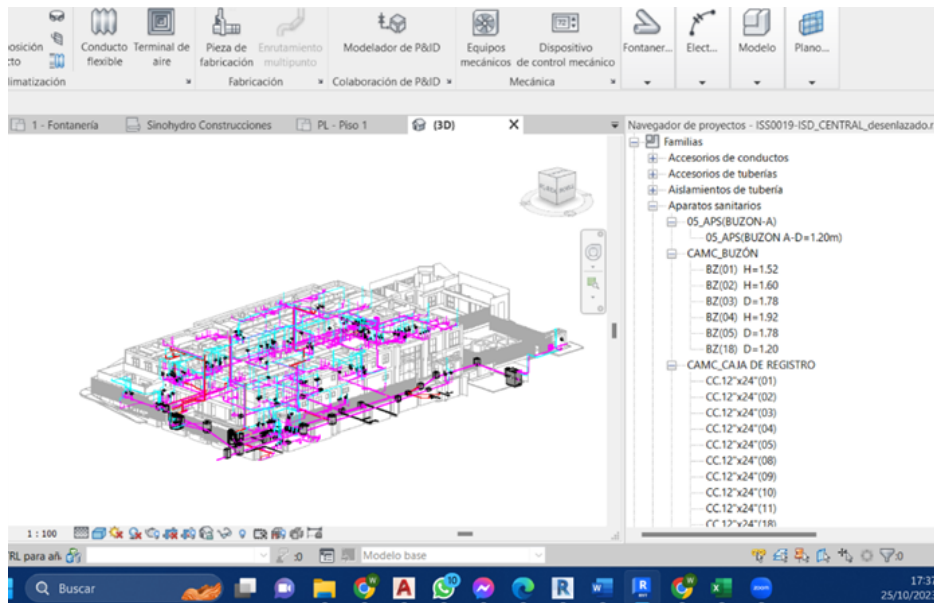 Conducto flexible
Terminal de aire
Pieza de fabricación
Enrutamiento multipunto
Modelador de P&ID
Equipos mecánicos
Dispositivo de control mecánico
Fontaner...
Elect...
Modelo
Plano...
Fabricación
Colaboración de P&ID
Mecánica
1 - Fontanería
Sinohydro Construcciones
PL - Piso 1
(3D)
Navegador de proyectos - ISS0019-ISD_CENTRAL_desenlazado.r
Familias
Accesorios de conductos
Accesorios de tuberías
Aislamientos de tubería
Aparatos sanitarios
05_APS(BUZON-A)
05_APS(BUZON A-D=1.20m)
CAMC_BUZÓN
BZ(01) H=1.52
BZ(02) H=1.60
BZ(03) D=1.78
BZ(04) H=1.92
BZ(05) D=1.78
BZ(18) D=1.20
CAMC_CAJA DE REGISTRO
CC.12"x24"(01)
CC.12"x24"(02)
CC.12"x24"(03)
CC.12"x24"(04)
CC.12"x24"(05)
CC.12"x24"(08)
CC.12"x24"(09)
CC.12"x24"(10)
CC.12"x24"(11)
CC.12"x24"(18)
1 : 100
para añ.
:0
Modelo base
:0
Buscar
10
17:37
25/10/202